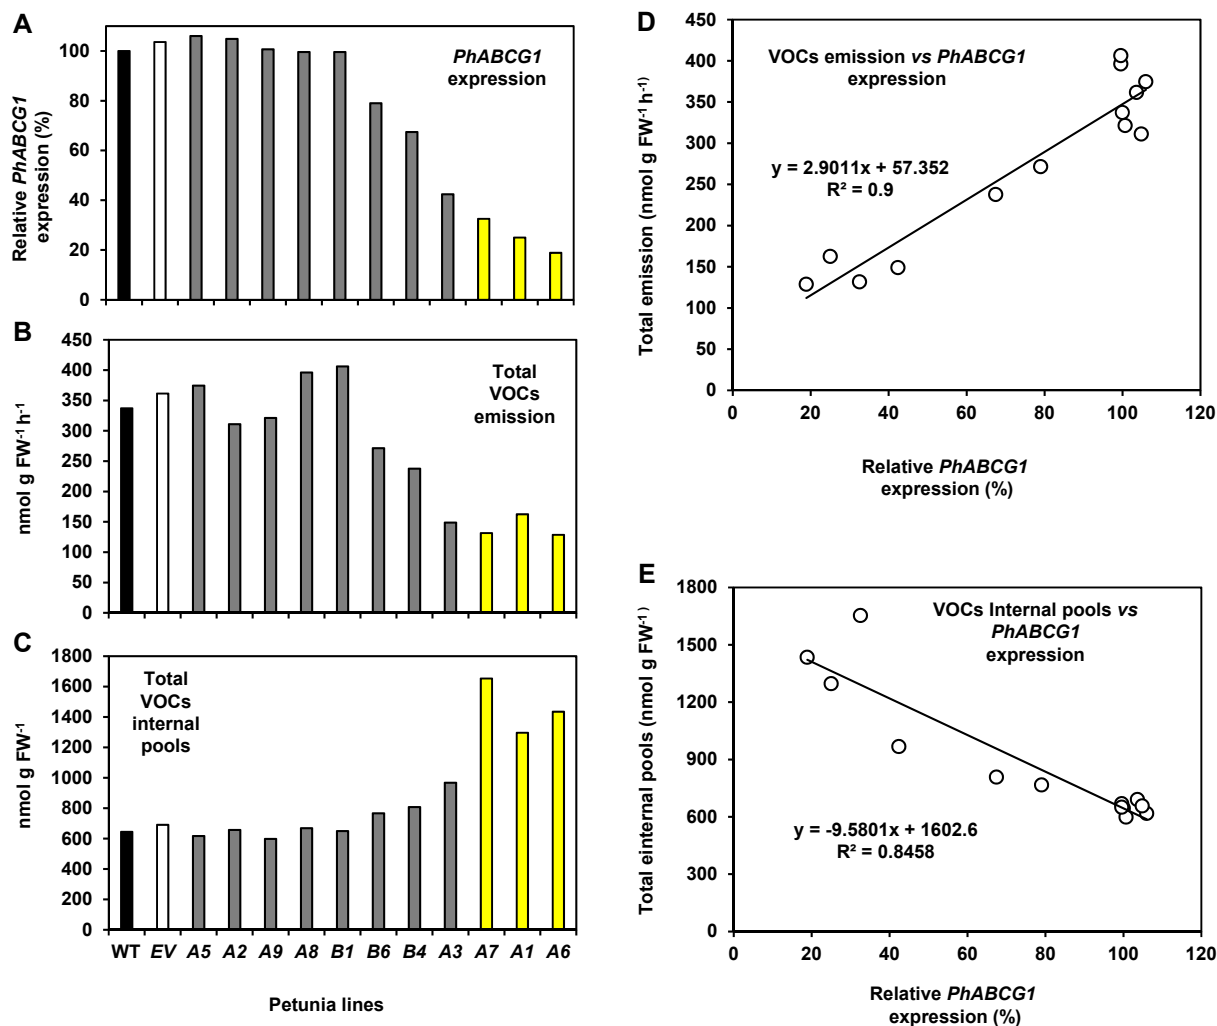 A
PhABCG1
expression
Relative PhABCG1
expression (%)
100
80
60
40
20
0
B
Total
VOCs
emission
nmol g FW⁻¹ h⁻¹
450
400
350
300
250
200
150
100
50
0
C
Total
VOCs
internal
pools
nmol g FW⁻¹
1800
1600
1400
1200
1000
800
600
400
200
0
WT EV A5 A2 A9 A8 B1 B6 B4 A3 A7 A1 A6
Petunia lines
D
VOCs emission vs PhABCG1
expression
y = 2.9011x + 57.352
R² = 0.9
Total emission (nmol g FW⁻¹ h⁻¹)
450
400
350
300
250
200
150
100
50
0
0 20 40 60 80 100 120
Relative PhABCG1
expression (%)
E
VOCs Internal pools vs
PhABCG1
expression
y = -9.5801x + 1602.6
R² = 0.8458
Total einternal pools (nmol g FW⁻¹)
1800
1500
1200
900
600
300
0
0 20 40 60 80 100 120
Relative PhABCG1
expression (%)